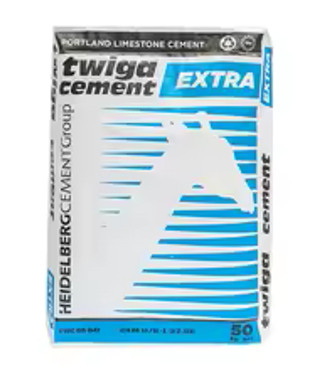 PORTLAND LIMESTONE CEMENT
twiga
cement
EXTRA
HEIDELBERGCEMENTGroup
twiga cement
EXTRA
EXTRA
50